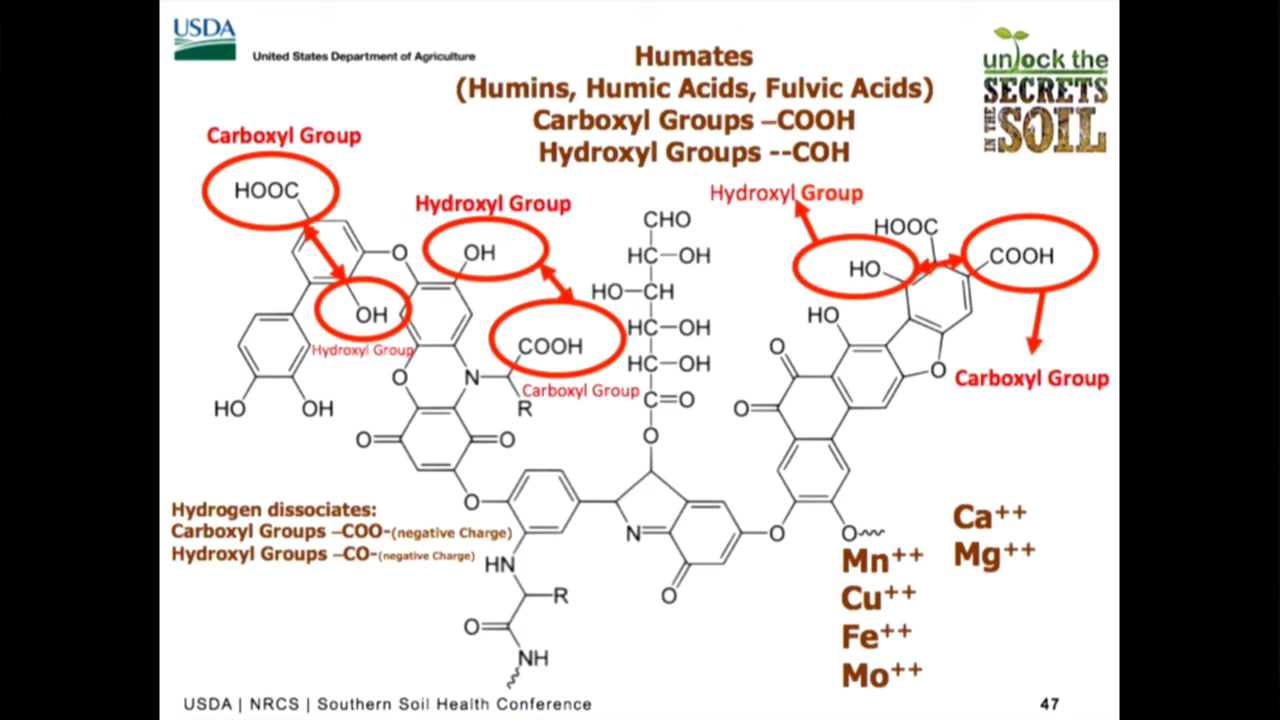 USDA
United States Department of Agriculture
Humates
(Humins, Humic Acids, Fulvic Acids)
Carboxyl Groups –COOH
Hydroxyl Groups --COH
unlock the
SECRETS
IN THE
SOIL
Carboxyl Group
HOOC
Hydroxyl Group
OH
O
OH
Hydroxyl Group
HO
OH
COOH
Carboxyl Group
O
N
R
O
O
O
CHO
HC OH
HO CH
HC OH
HC OH
C=O
O
Hydroxyl Group
HOOC
HO
COOH
HO
O
O
O
Carboxyl Group
Hydrogen dissociates:
Carboxyl Groups –COO-(negative Charge)
Hydroxyl Groups –CO-(negative Charge)
HN
R
O
NH
N
O
O
O
Ca++
Mg++
Mn++
Cu++
Fe++
Mo++
USDA | NRCS | Southern Soil Health Conference
47